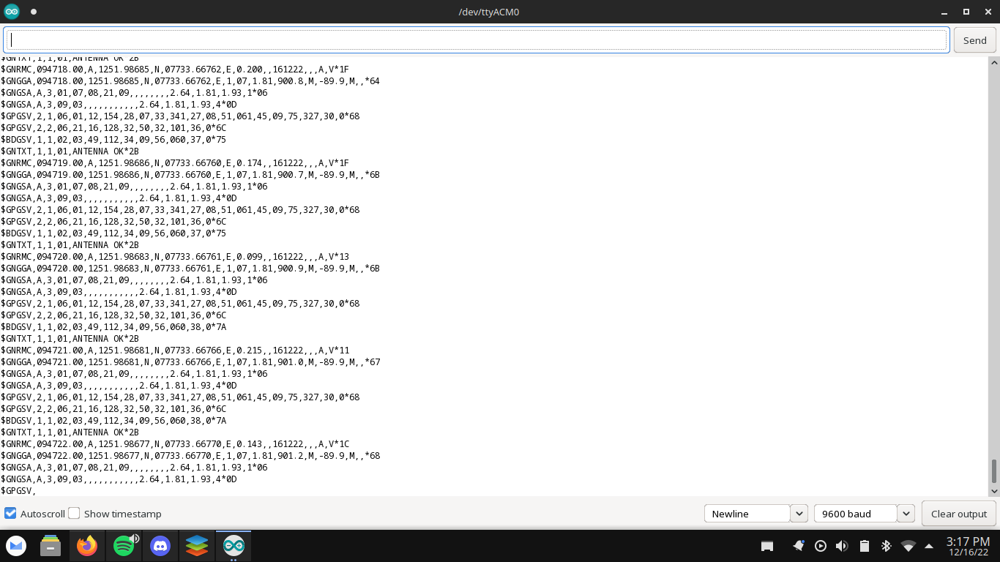 /dev/ttyACM0
Send
$GNTXT,1,1,01,ANTENNA OK*2B
$GNRMC,094718.00,A,1251.98685,N,07733.66762,E,0.200,,161222,,,A,V*1F
$GNGGA,094718.00,1251.98685,N,07733.66762,E,1,07,1.81,900.8,M,-89.9,M,,*64
$GNGSA,A,3,01,07,08,21,09,,,,,,,,2.64,1.81,1.93,1*06
$GNGSA,A,3,09,03,,,,,,,,,,,2.64,1.81,1.93,4*0D
$GPGSV,2,1,06,01,12,154,28,07,33,341,27,08,51,061,45,09,75,327,30,0*68
$GPGSV,2,2,06,21,16,128,32,50,32,101,36,0*6C
$BDGSV,1,1,02,03,49,112,34,09,56,060,37,0*75
$GNTXT,1,1,01,ANTENNA OK*2B
$GNRMC,094719.00,A,1251.98686,N,07733.66760,E,0.174,,161222,,,A,V*1F
$GNGGA,094719.00,1251.98686,N,07733.66760,E,1,07,1.81,900.7,M,-89.9,M,,*6B
$GNGSA,A,3,01,07,08,21,09,,,,,,,,2.64,1.81,1.93,1*06
$GNGSA,A,3,09,03,,,,,,,,,,,2.64,1.81,1.93,4*0D
$GPGSV,2,1,06,01,12,154,28,07,33,341,27,08,51,061,45,09,75,327,30,0*68
$GPGSV,2,2,06,21,16,128,32,50,32,101,36,0*6C
$BDGSV,1,1,02,03,49,112,34,09,56,060,37,0*75
$GNTXT,1,1,01,ANTENNA OK*2B
$GNRMC,094720.00,A,1251.98683,N,07733.66761,E,0.099,,161222,,,A,V*13
$GNGGA,094720.00,1251.98683,N,07733.66761,E,1,07,1.81,900.9,M,-89.9,M,,*6B
$GNGSA,A,3,01,07,08,21,09,,,,,,,,2.64,1.81,1.93,1*06
$GNGSA,A,3,09,03,,,,,,,,,,,2.64,1.81,1.93,4*0D
$GPGSV,2,1,06,01,12,154,28,07,33,341,27,08,51,061,45,09,75,327,30,0*68
$GPGSV,2,2,06,21,16,128,32,50,32,101,36,0*6C
$BDGSV,1,1,02,03,49,112,34,09,56,060,38,0*7A
$GNTXT,1,1,01,ANTENNA OK*2B
$GNRMC,094721.00,A,1251.98681,N,07733.66766,E,0.215,,161222,,,A,V*11
$GNGGA,094721.00,1251.98681,N,07733.66766,E,1,07,1.81,901.0,M,-89.9,M,,*67
$GNGSA,A,3,01,07,08,21,09,,,,,,,,2.64,1.81,1.93,1*06
$GNGSA,A,3,09,03,,,,,,,,,,,2.64,1.81,1.93,4*0D
$GPGSV,2,1,06,01,12,154,28,07,33,341,27,08,51,061,45,09,75,327,30,0*68
$GPGSV,2,2,06,21,16,128,32,50,32,101,36,0*6C
$BDGSV,1,1,02,03,49,112,34,09,56,060,38,0*7A
$GNTXT,1,1,01,ANTENNA OK*2B
$GNRMC,094722.00,A,1251.98677,N,07733.66770,E,0.143,,161222,,,A,V*1C
$GNGGA,094722.00,1251.98677,N,07733.66770,E,1,07,1.81,901.2,M,-89.9,M,,*68
$GNGSA,A,3,01,07,08,21,09,,,,,,,,2.64,1.81,1.93,1*06
$GNGSA,A,3,09,03,,,,,,,,,,,2.64,1.81,1.93,4*0D
$GPGSV,
Autoscroll Show timestamp Newline 9600 baud Clear output
3:17 PM
12/16/22